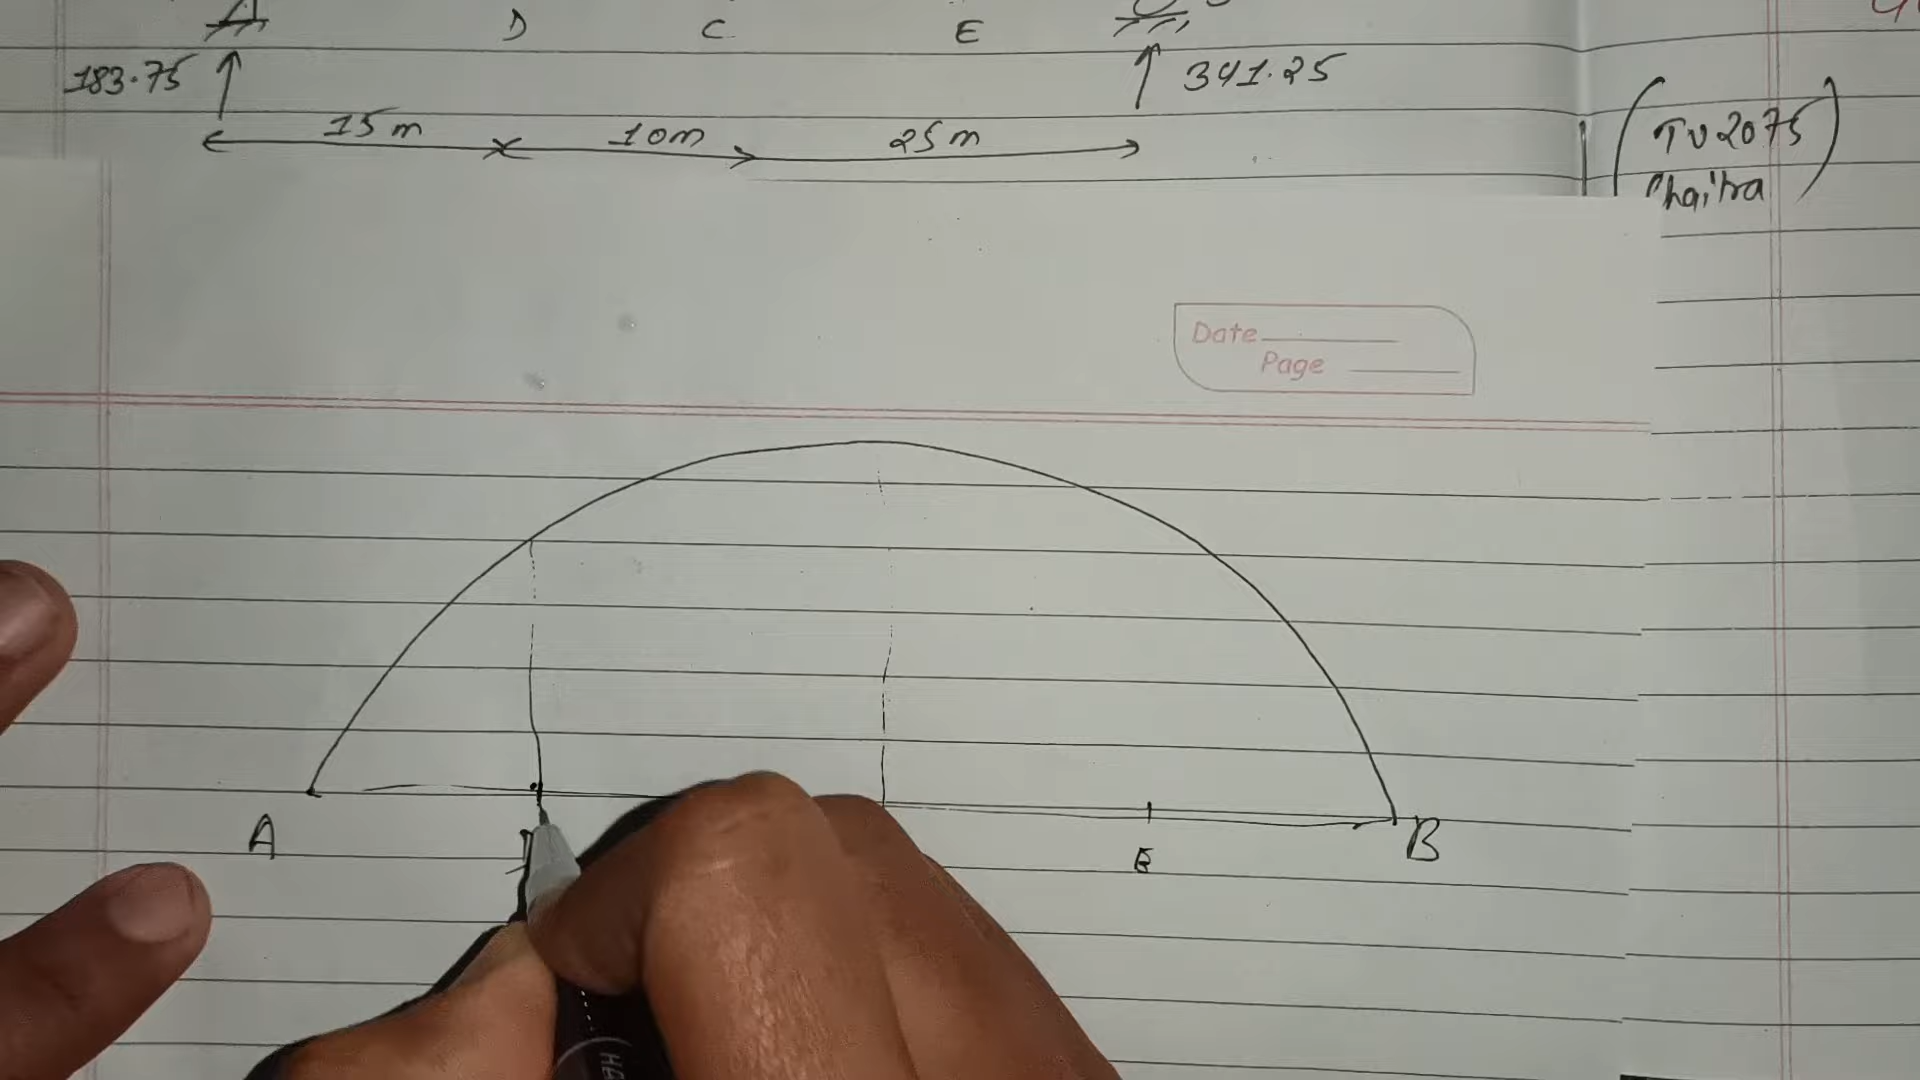 A D C E
183.75 341.25
15m 10m 25m
(TU 2075)
Chaitra
Date
Page
A E B